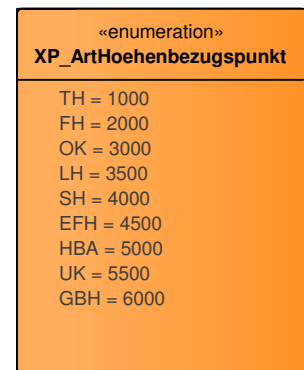 «enumeration»
XP_ArtHoehenbezugspunkt
TH = 1000
FH = 2000
OK = 3000
LH = 3500
SH = 4000
EFH = 4500
HBA = 5000
UK = 5500
GBH = 6000